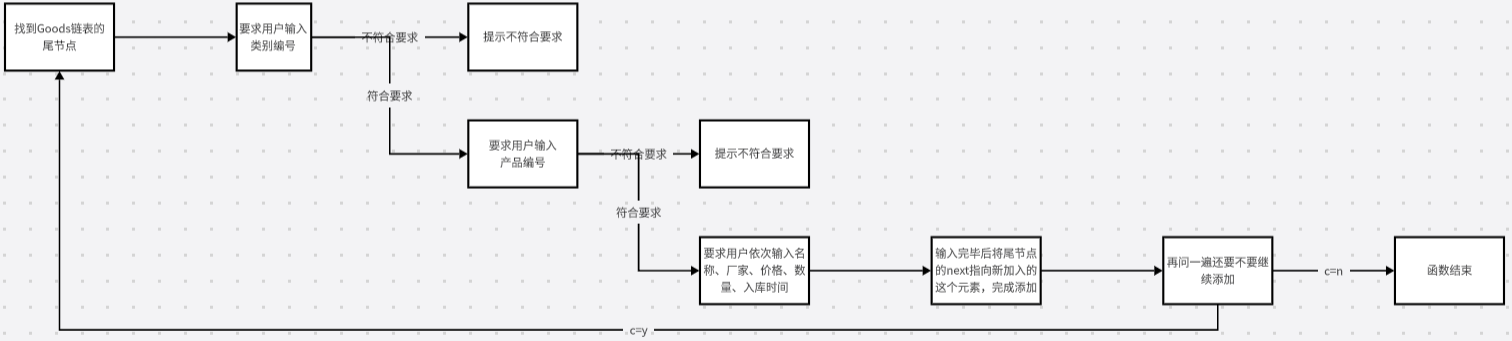 找到Goods链表的
尾节点
要求用户输入
类别编号
不符合要求
提示不符合要求
符合要求
要求用户输入
产品编号
不符合要求
提示不符合要求
符合要求
要求用户依次输入名
称、厂家、价格、数
量、入库时间
输入完毕后将尾节点
的next指向新加入的
这个元素，完成添加
再问一遍还要不要继
续添加
c=n
函数结束
c=y